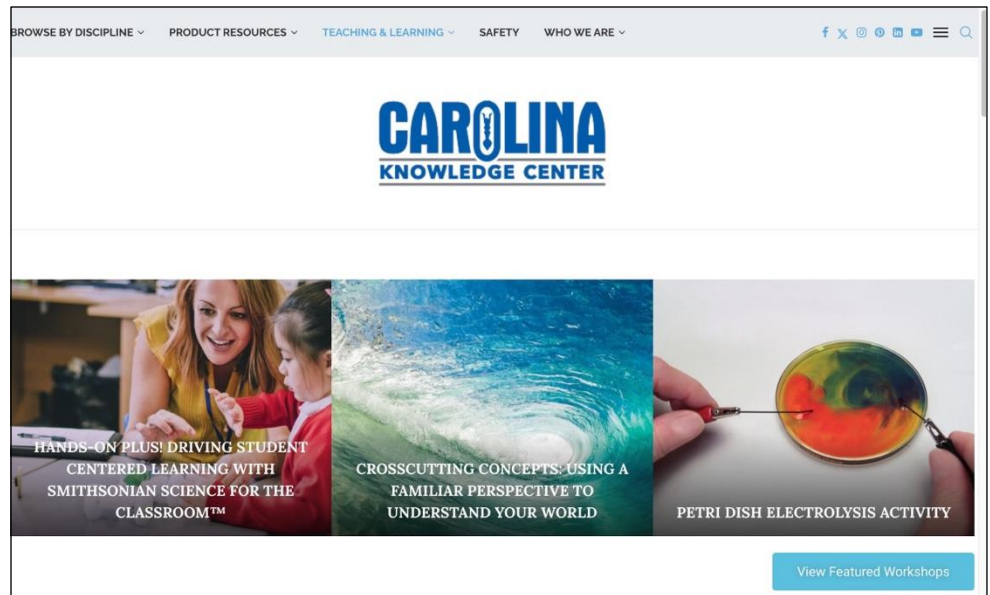 BROWSE BY DISCIPLINE PRODUCT RESOURCES TEACHING & LEARNING SAFETY WHO WE ARE
CAROLINA
KNOWLEDGE CENTER
HANDS-ON PLUS! DRIVING STUDENT
CENTERED LEARNING WITH
SMITHSONIAN SCIENCE FOR THE
CLASSROOM™
CROSSCUTTING CONCEPTS: USING A
FAMILIAR PERSPECTIVE TO
UNDERSTAND YOUR WORLD
PETRI DISH ELECTROLYSIS ACTIVITY
View Featured Workshops